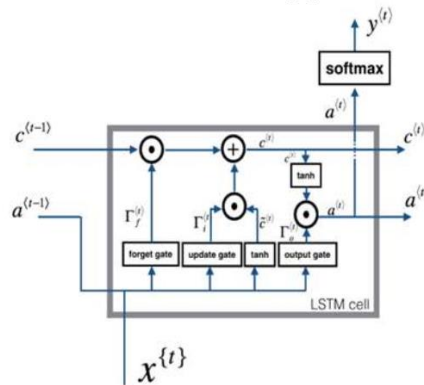 y⟨t⟩
softmax
a⟨t⟩
c⟨t-1⟩
c⟨t⟩
c⟨t⟩
c⟨t⟩
tanh
a⟨t-1⟩
Γf⟨t⟩
Γi⟨t⟩
c̃⟨t⟩
Γo⟨t⟩
a⟨t⟩
a⟨t⟩
forget gate
update gate
tanh
output gate
LSTM cell
x{t}